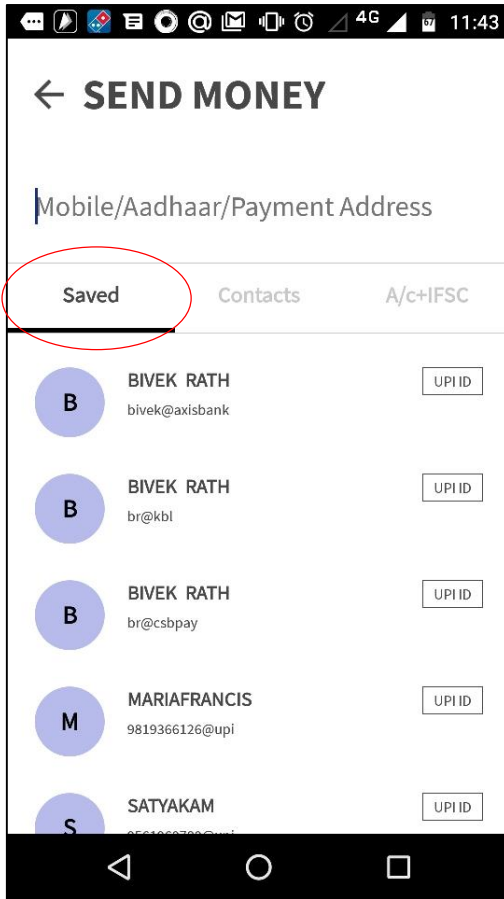 4G 67 11:43
← SEND MONEY
Mobile/Aadhaar/Payment Address
Saved Contacts A/c+IFSC
B BIVEK RATH UPI ID
bivek@axisbank
B BIVEK RATH UPI ID
br@kbl
B BIVEK RATH UPI ID
br@csbpay
M MARIAFRANCIS UPI ID
9819366126@upi
S SATYAKAM UPI ID